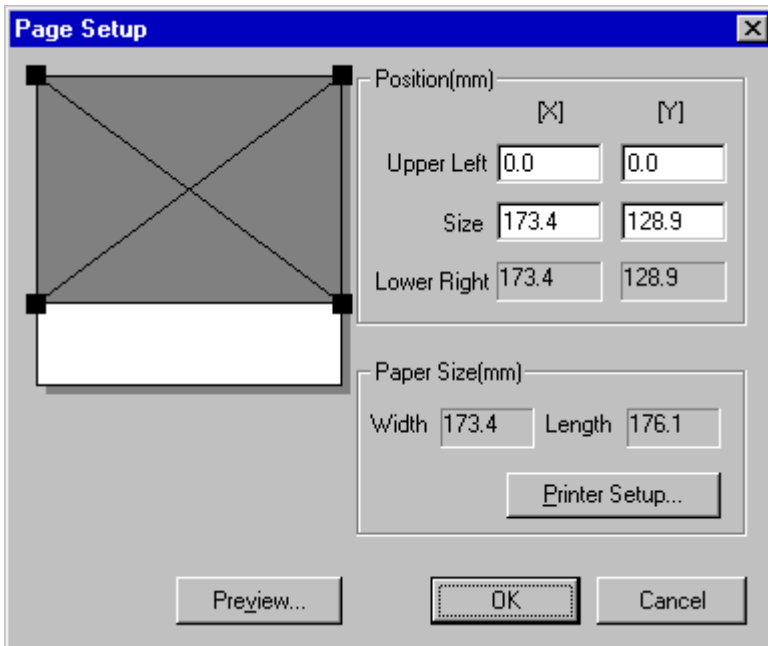 Page Setup
Position(mm)
[X] [Y]
Upper Left 0.0 0.0
Size 173.4 128.9
Lower Right 173.4 128.9
Paper Size(mm)
Width 173.4 Length 176.1
Printer Setup...
Preview... OK Cancel